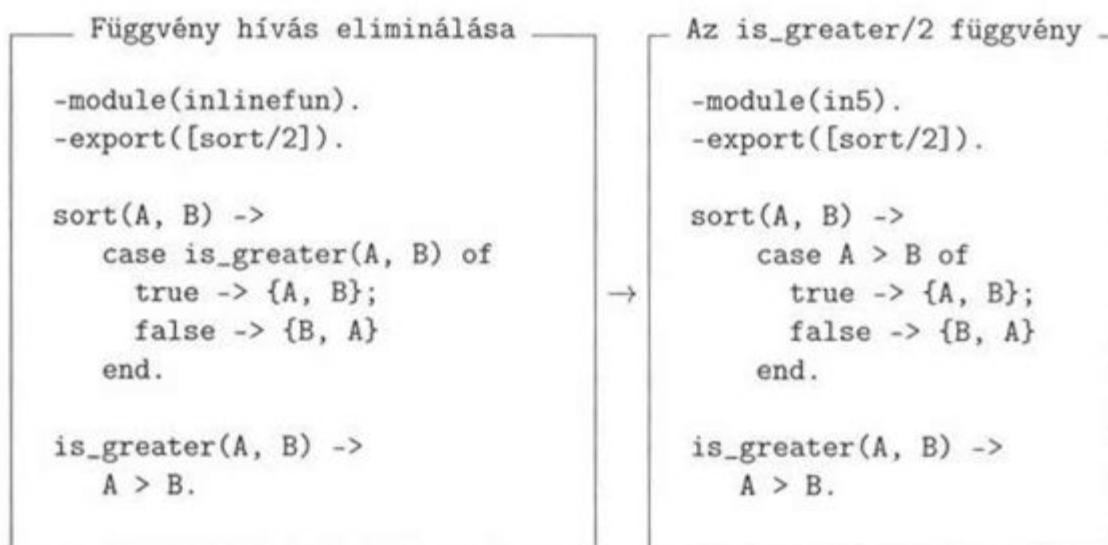 Függvény hívás eliminálása
-module(inlinefun).
-export([sort/2]).
sort(A, B) ->
case is_greater(A, B) of
true -> {A, B};
false -> {B, A}
end.
is_greater(A, B) ->
A > B.
→
Az is_greater/2 függvény
-module(in5).
-export([sort/2]).
sort(A, B) ->
case A > B of
true -> {A, B};
false -> {B, A}
end.
is_greater(A, B) ->
A > B.